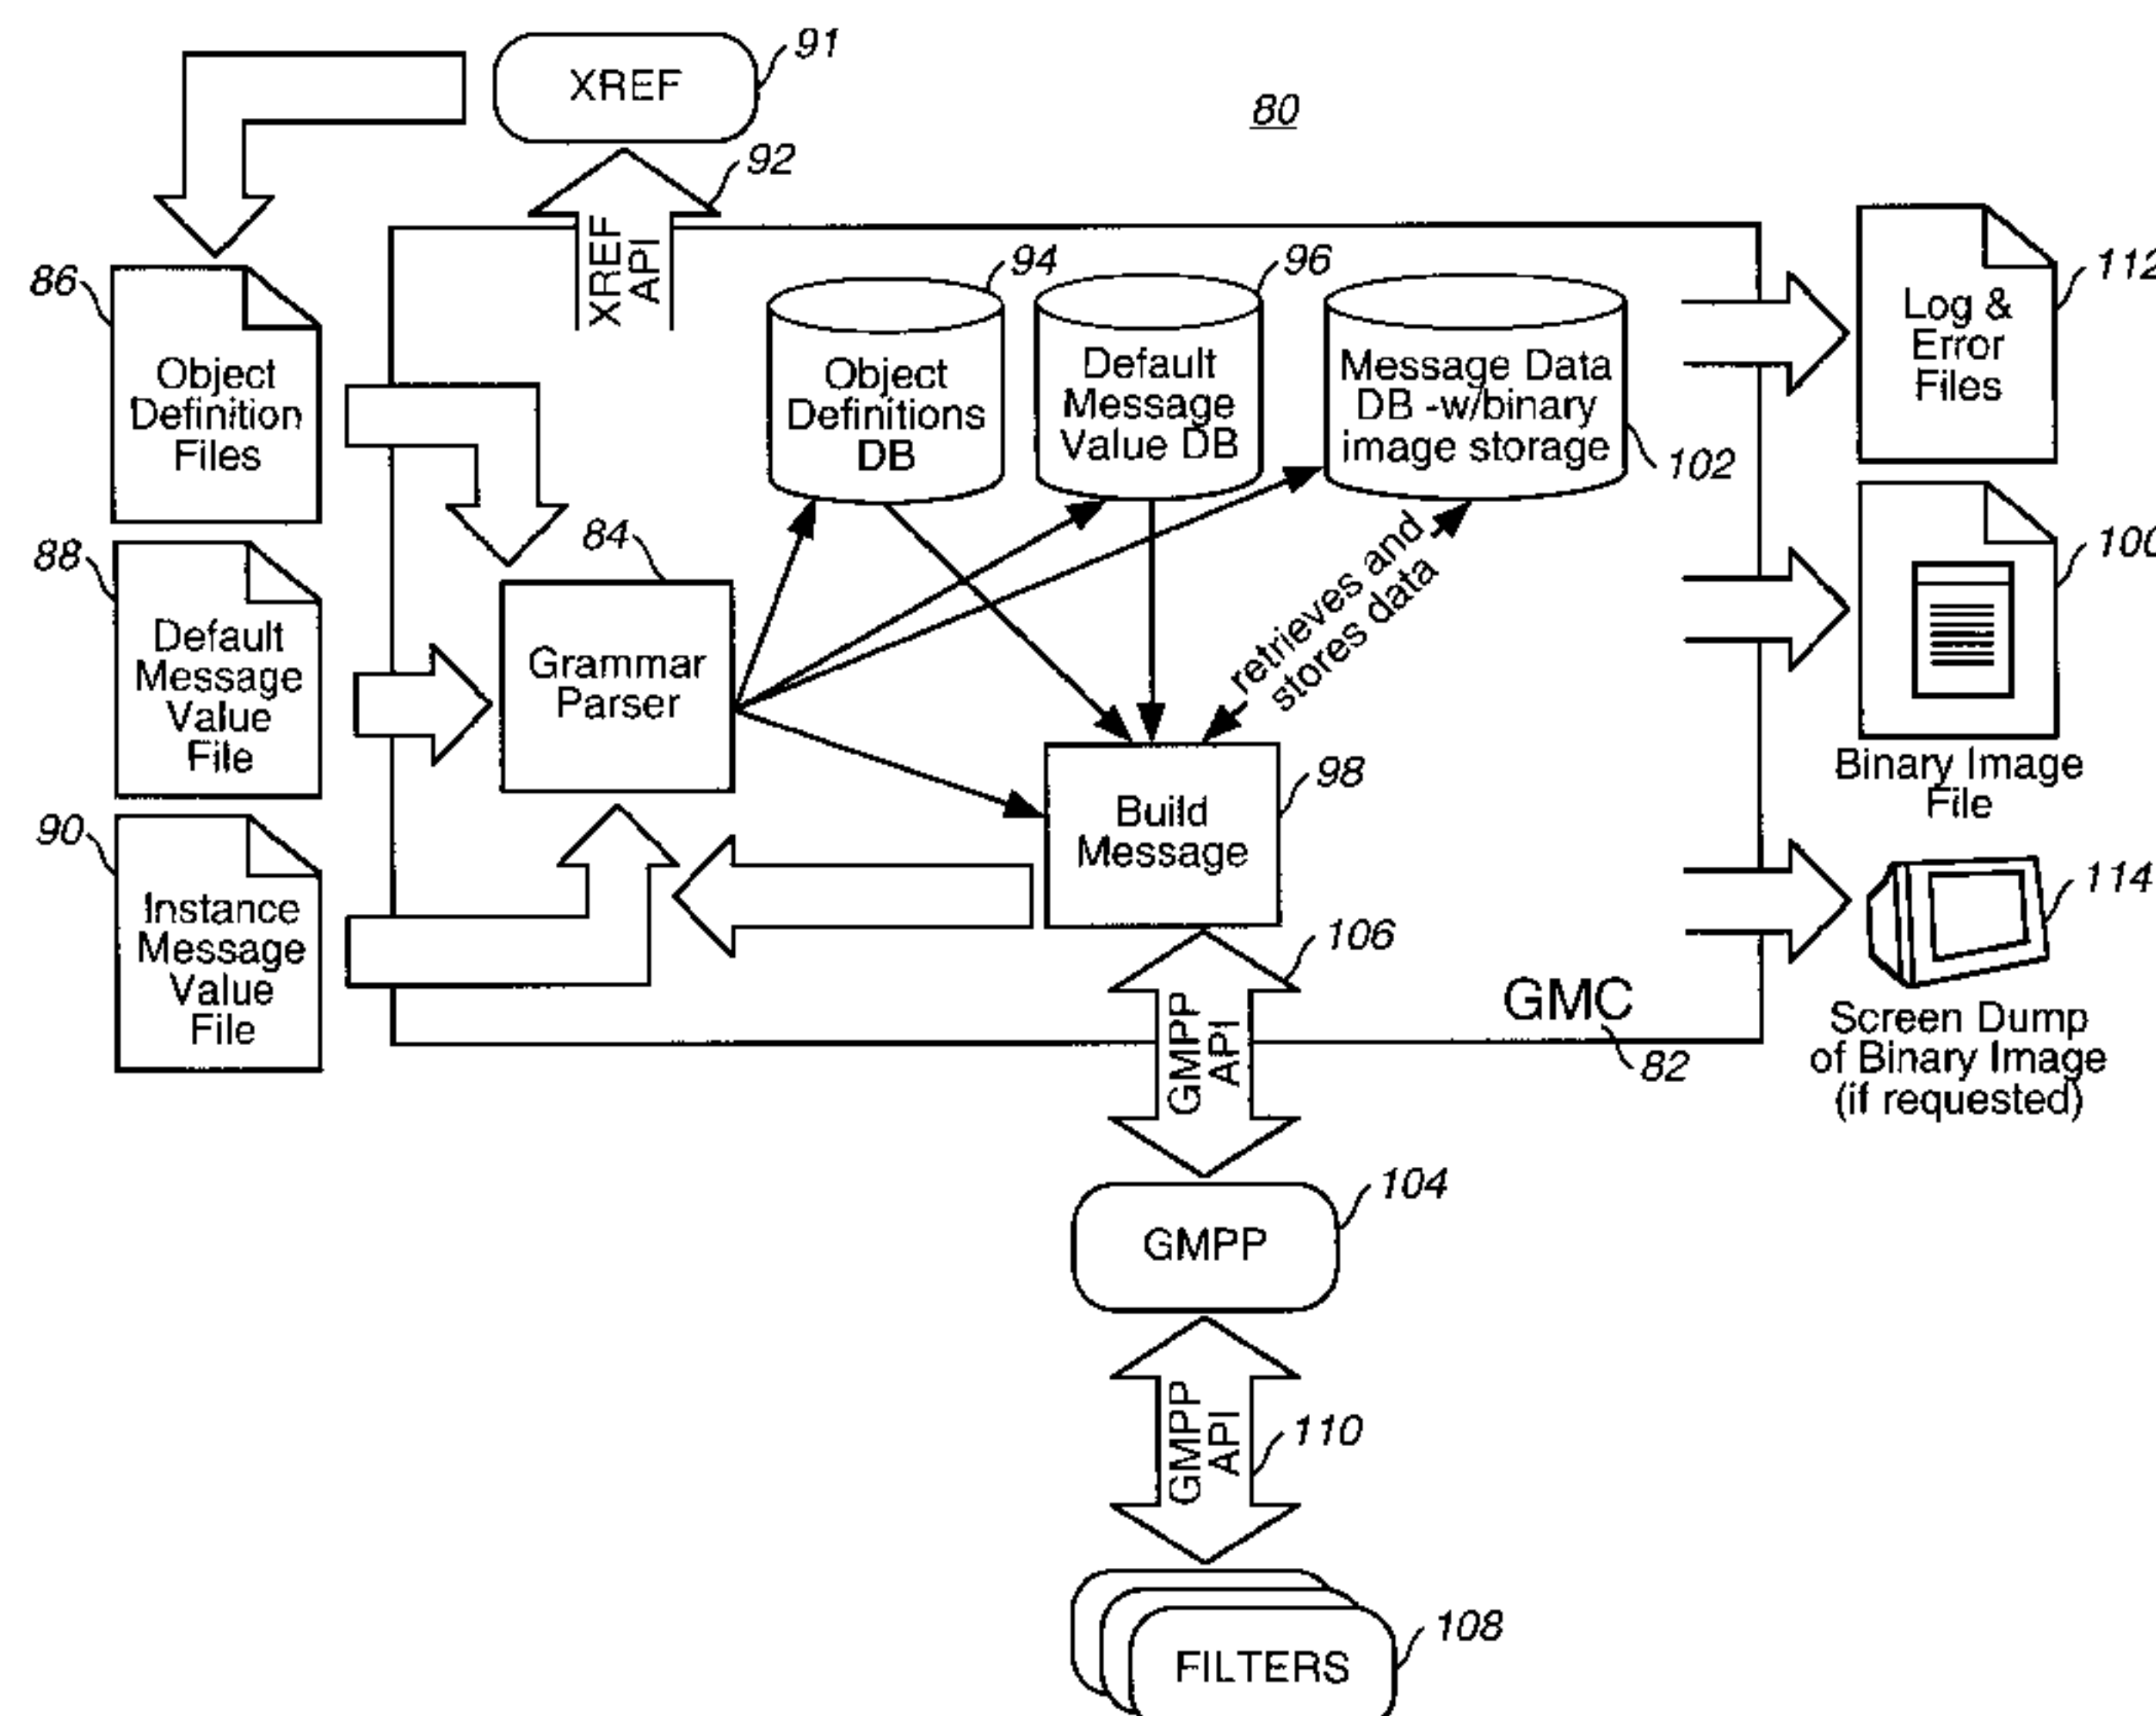 91
XREF
80
92
XREF
API
94
96
112
86
Object
Definition
Files
Object
Definitions
DB
Default
Message
Value DB
Message Data
DB -w/binary
image storage
102
Log &
Error
Files
88
84
100
Default
Message
Value
File
Grammar
Parser
retrieves and
stores data
Binary Image
File
90
98
Build
Message
114
Instance
Message
Value
File
106
GMPP
API
GMC
82
Screen Dump
of Binary Image
(if requested)
104
GMPP
GMPP
API
110
108
FILTERS